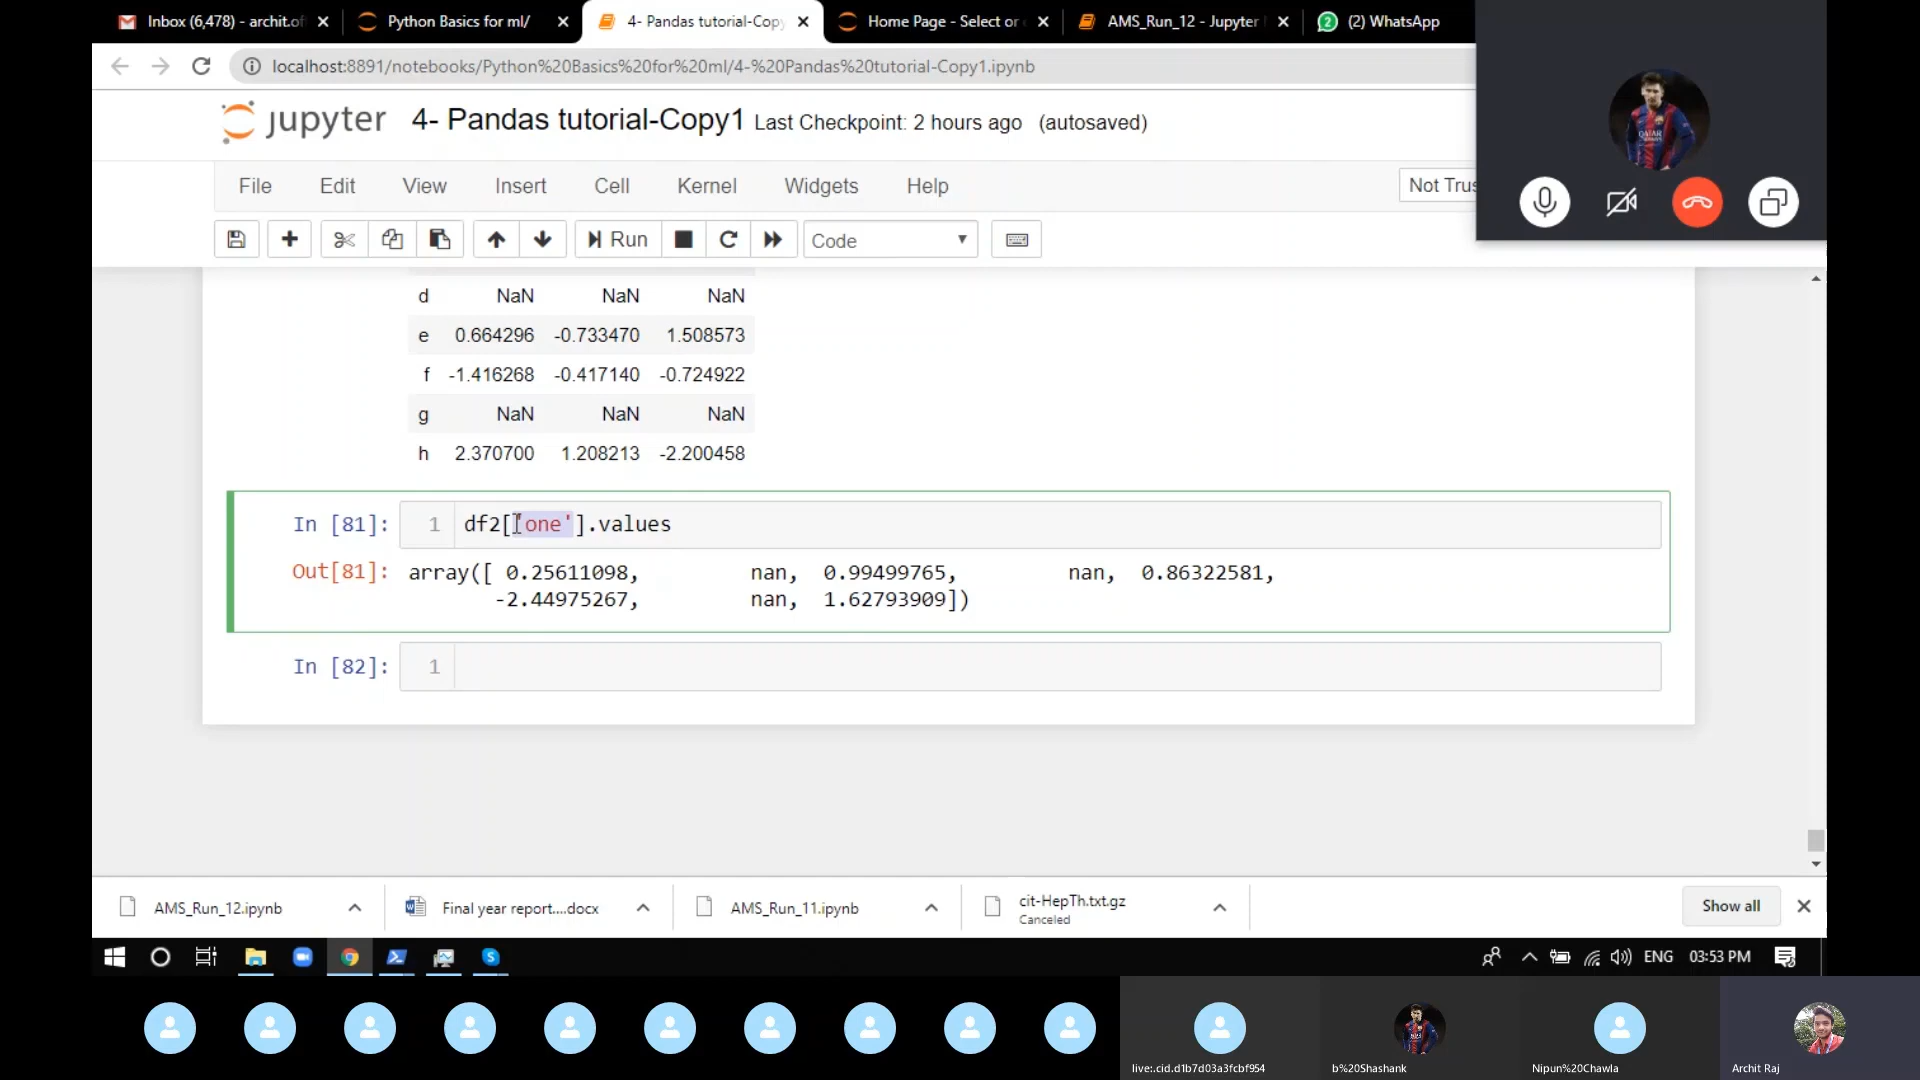 Inbox (6,478) - archit.of
Python Basics for ml/
4- Pandas tutorial-Copy
Home Page - Select or
AMS_Run_12 - Jupyter
2
(2) WhatsApp
localhost:8891/notebooks/Python%20Basics%20for%20ml/4-%20Pandas%20tutorial-Copy1.ipynb
jupyter 4- Pandas tutorial-Copy1 Last Checkpoint: 2 hours ago (autosaved)
QATAR
File Edit View Insert Cell Kernel Widgets Help
Not Trus
Run
Code
d NaN NaN NaN
e 0.664296 -0.733470 1.508573
f -1.416268 -0.417140 -0.724922
g NaN NaN NaN
h 2.370700 1.208213 -2.200458
In [81]: 1 df2['one'].values
Out[81]: array([ 0.25611098, nan, 0.99499765, nan, 0.86322581,
-2.44975267, nan, 1.62793909])
In [82]: 1
AMS_Run_12.ipynb
Final year report....docx
AMS_Run_11.ipynb
cit-HepTh.txt.gz
Canceled
Show all
ENG 03:53 PM
live:.cid.d1b7d03a3fcbf954
b%20Shashank
Nipun%20Chawla
Archit Raj